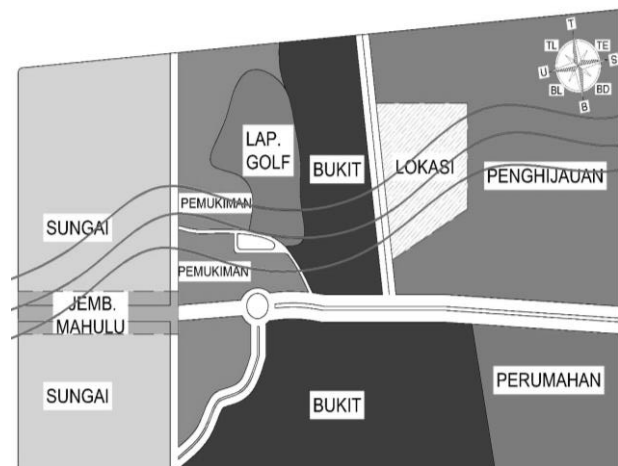 T
TL
TE
U
S
BL
BD
B
LAP.
GOLF
BUKIT
LOKASI
PENGHIJAUAN
PEMUKIMAN
SUNGAI
PEMUKIMAN
JEMB.
MAHULU
SUNGAI
BUKIT
PERUMAHAN